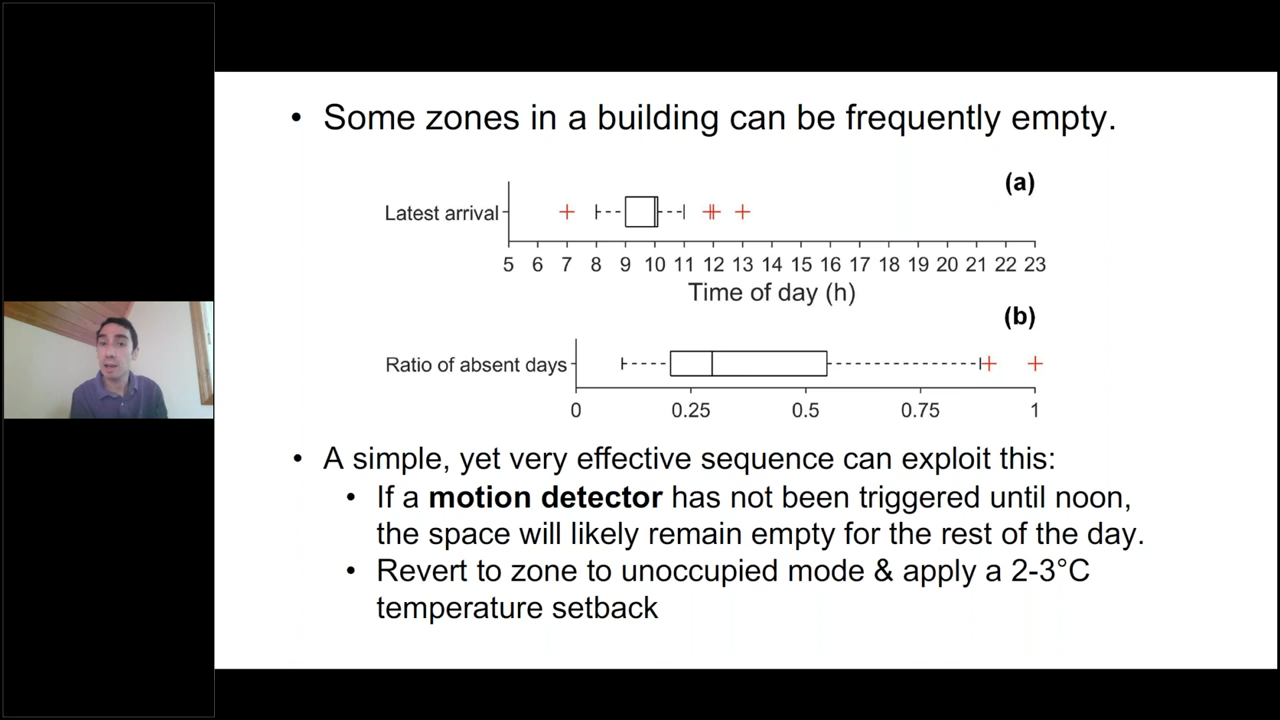 • Some zones in a building can be frequently empty.
(a)
Latest arrival
5 6 7 8 9 10 11 12 13 14 15 16 17 18 19 20 21 22 23
Time of day (h)
(b)
Ratio of absent days
0 0.25 0.5 0.75 1
• A simple, yet very effective sequence can exploit this:
• If a motion detector has not been triggered until noon,
the space will likely remain empty for the rest of the day.
• Revert to zone to unoccupied mode & apply a 2-3°C
temperature setback